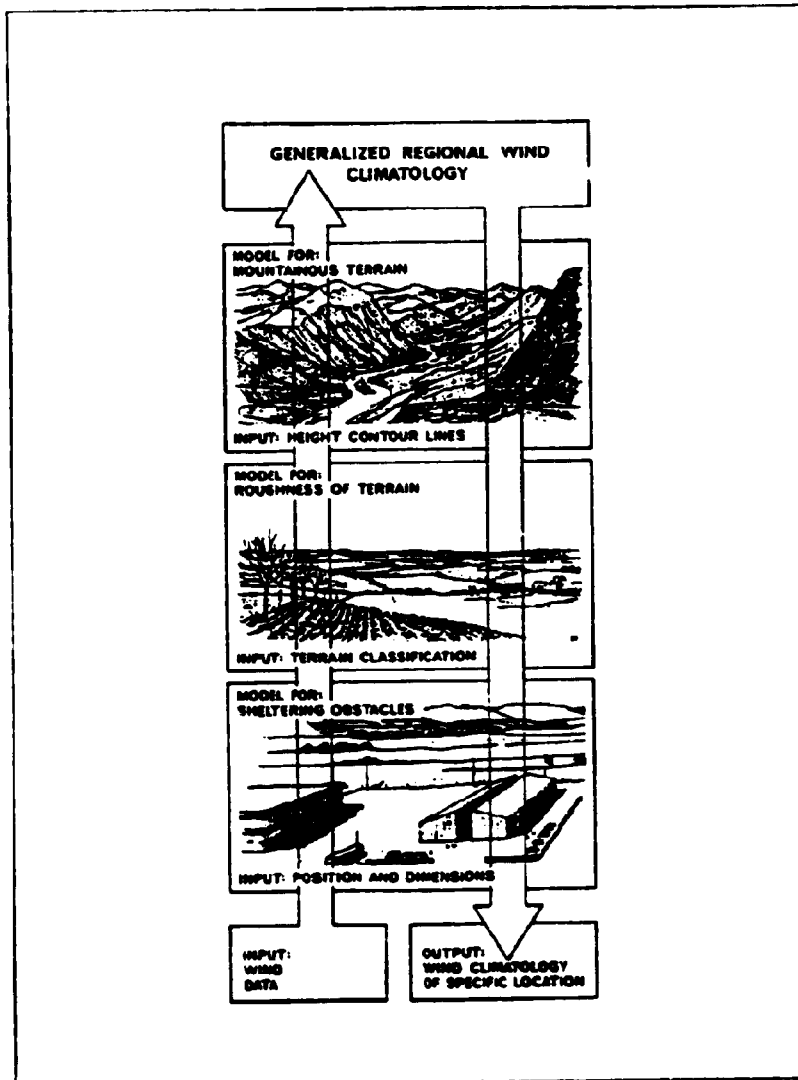 GENERALIZED REGIONAL WIND
CLIMATOLOGY
MODEL FOR:
MOUNTAINOUS TERRAIN
INPUT: HEIGHT CONTOUR LINES
MODEL FOR:
ROUGHNESS OF TERRAIN
INPUT: TERRAIN CLASSIFICATION
MODEL FOR:
SHELTERING OBSTACLES
INPUT: POSITION AND DIMENSIONS
INPUT:
WIND
DATA
OUTPUT:
WIND CLIMATOLOGY
OF SPECIFIC LOCATION